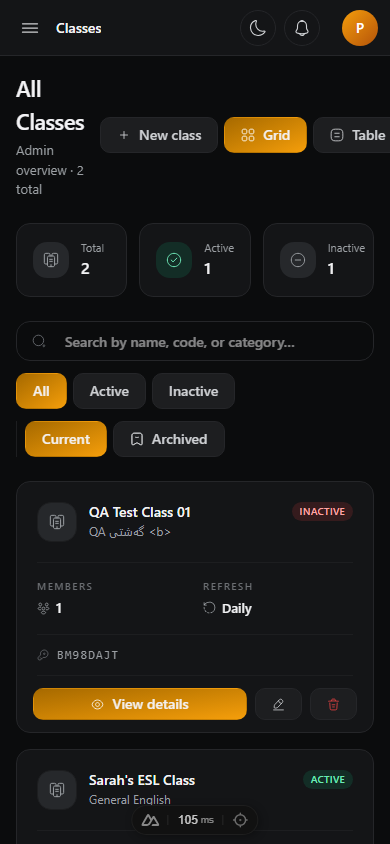 Classes
P
All
Classes
Admin
overview · 2
total
+ New class
Grid
Table
Total
2
Active
1
Inactive
1
Search by name, code, or category...
All
Active
Inactive
Current
Archived
QA Test Class 01
INACTIVE
QA گەشتی <b>
MEMBERS
REFRESH
1
Daily
BM98DAJT
View details
Sarah's ESL Class
ACTIVE
General English
105 ms